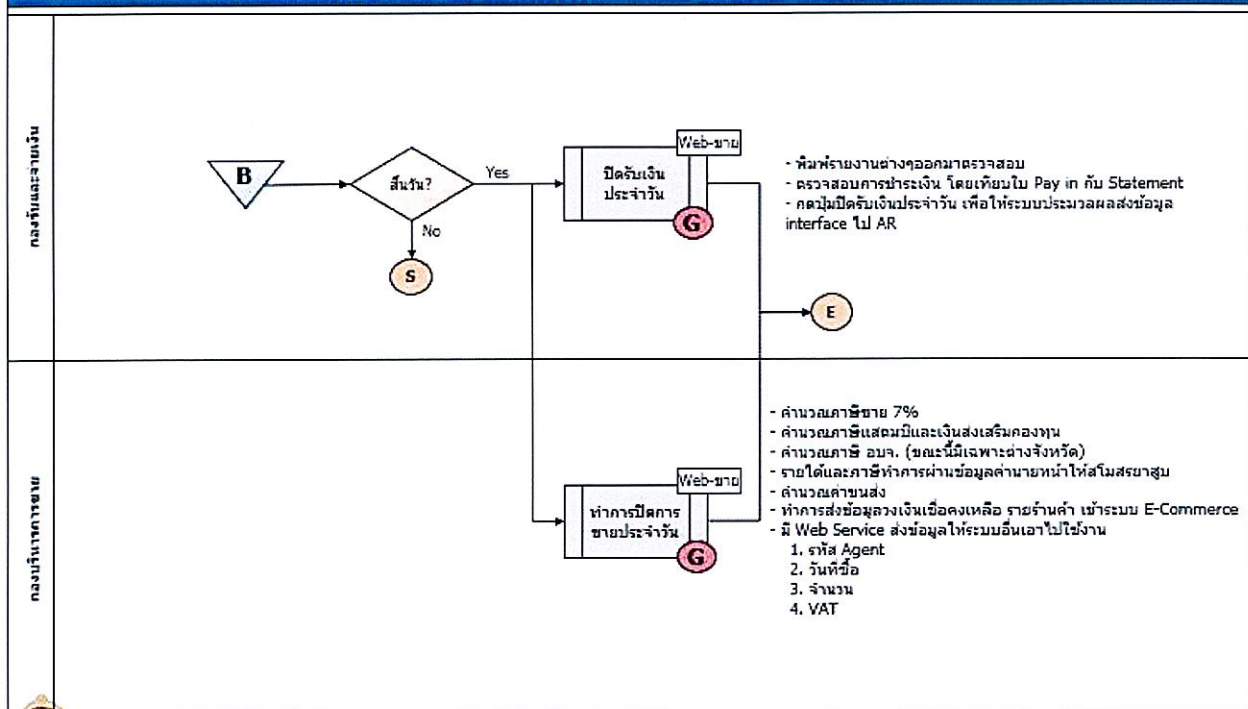 กองรับและจ่ายเงิน
B
สิ้นวัน?
Yes
No
S
Web-ขาย
ปิดรับเงิน
ประจำวัน
G
- พิมพ์รายงานต่างๆออกมาตรวจสอบ
- ตรวจสอบการชำระเงิน โดยเทียบใบ Pay in กับ Statement
- กดปุ่มปิดรับเงินประจำวัน เพื่อให้ระบบประมวลผลส่งข้อมูล
interface ไป AR
E
กองบริหารการขาย
Web-ขาย
ทำการปิดการ
ขายประจำวัน
G
- คำนวณภาษีขาย 7%
- คำนวณภาษีแสตมป์และเงินส่งเสริมกองทุน
- คำนวณภาษี อบจ. (ขณะนี้มีเฉพาะต่างจังหวัด)
- รายได้และภาษีทำการผ่านข้อมูลค่านายหน้าให้สโมสรยาสูบ
- คำนวณค่าขนส่ง
- ทำการส่งข้อมูลวงเงินเชื่อคงเหลือ รายร้านค้า เข้าระบบ E-Commerce
- มี Web Service ส่งข้อมูลให้ระบบอื่นเอาไปใช้งาน
1. รหัส Agent
2. วันที่ซื้อ
3. จำนวน
4. VAT